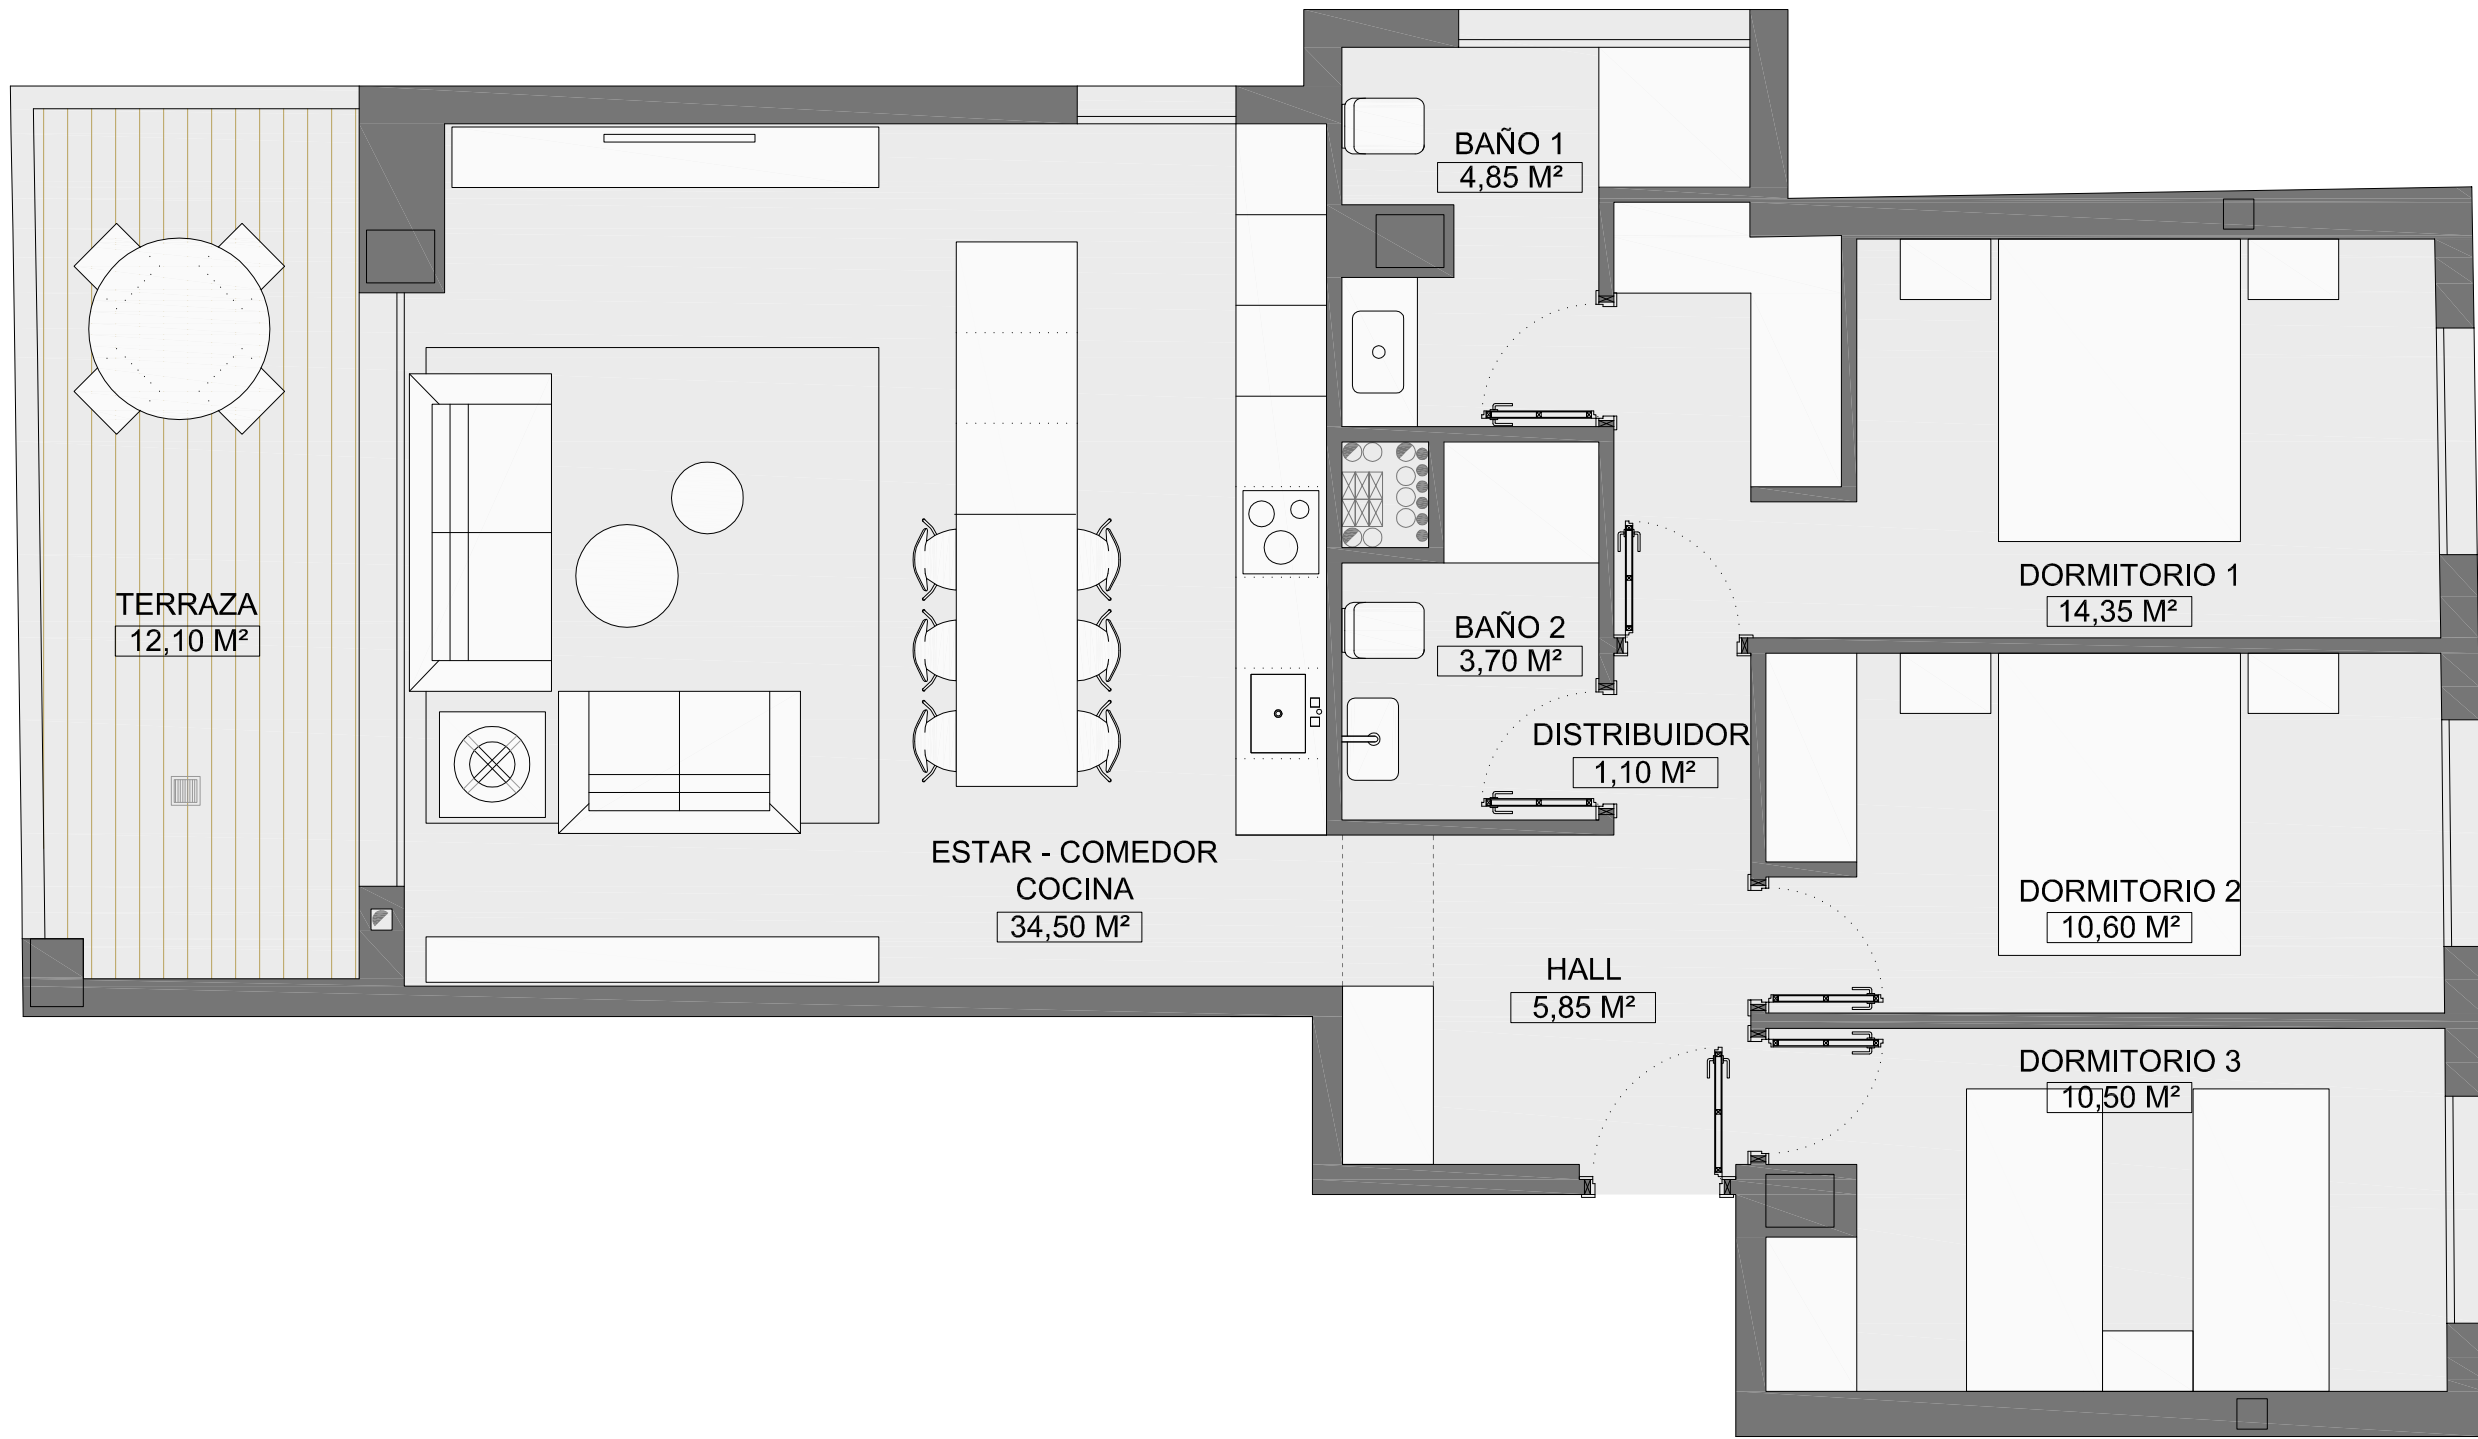 BAÑO 1
4,85 M²
TERRAZA
12,10 M²
DORMITORIO 1
14,35 M²
BAÑO 2
3,70 M²
DISTRIBUIDOR
1,10 M²
ESTAR - COMEDOR
COCINA
34,50 M²
DORMITORIO 2
10,60 M²
HALL
5,85 M²
DORMITORIO 3
10,50 M²